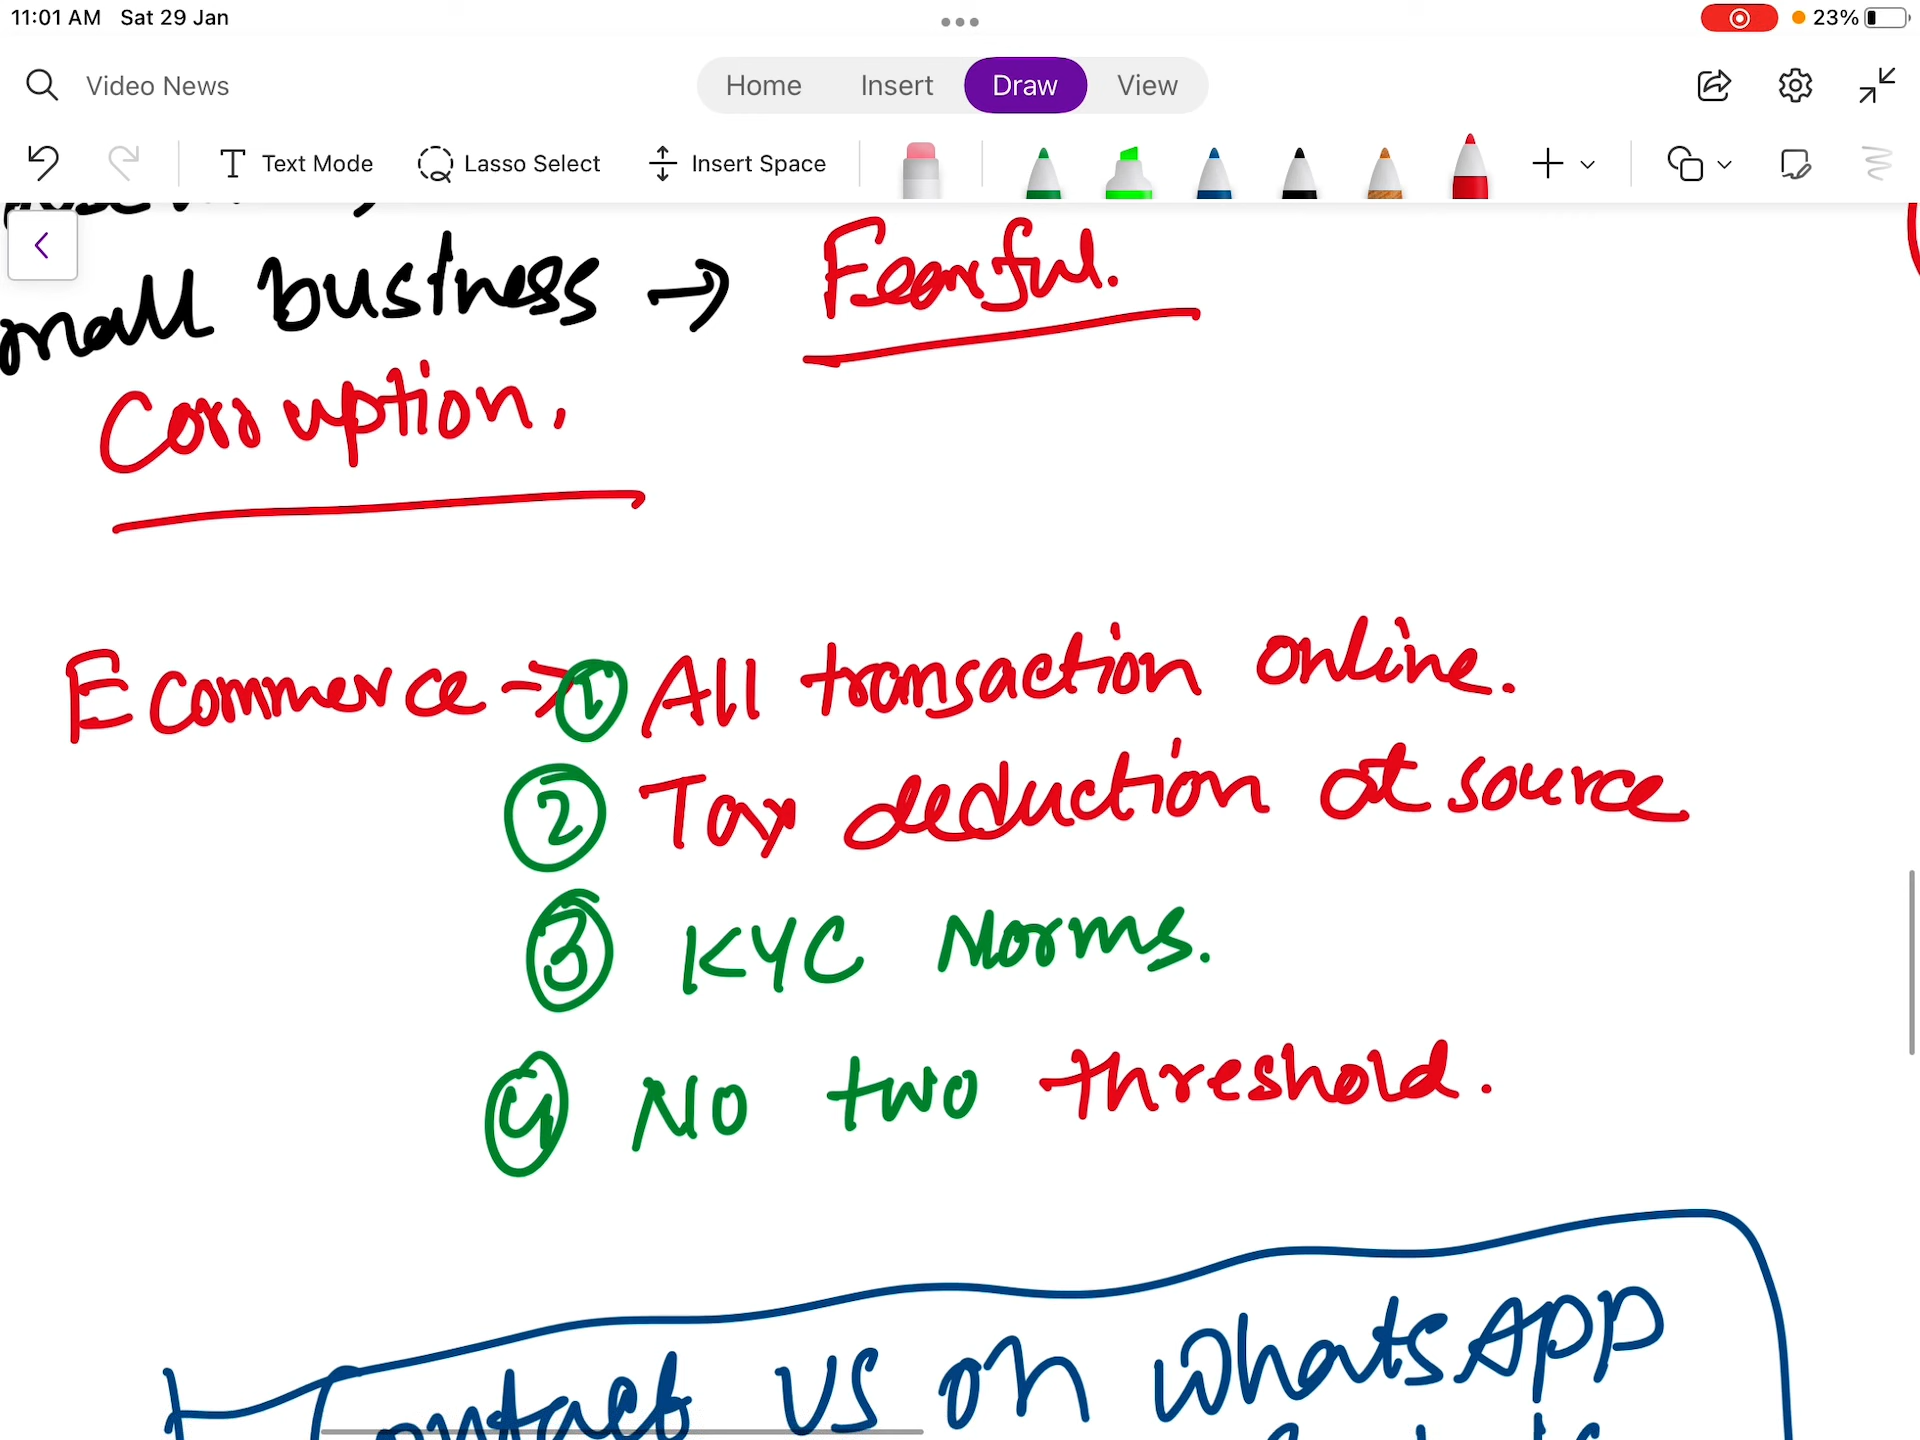 11:01 AM Sat 29 Jan 23%
Video News Home Insert Draw View
Text Mode Lasso Select Insert Space
small business → Fearful.
Corruption.
Ecommerce → ① All transaction online.
② Tax deduction at source
③ KYC Norms.
④ No two threshold.
Contact us on WhatsApp